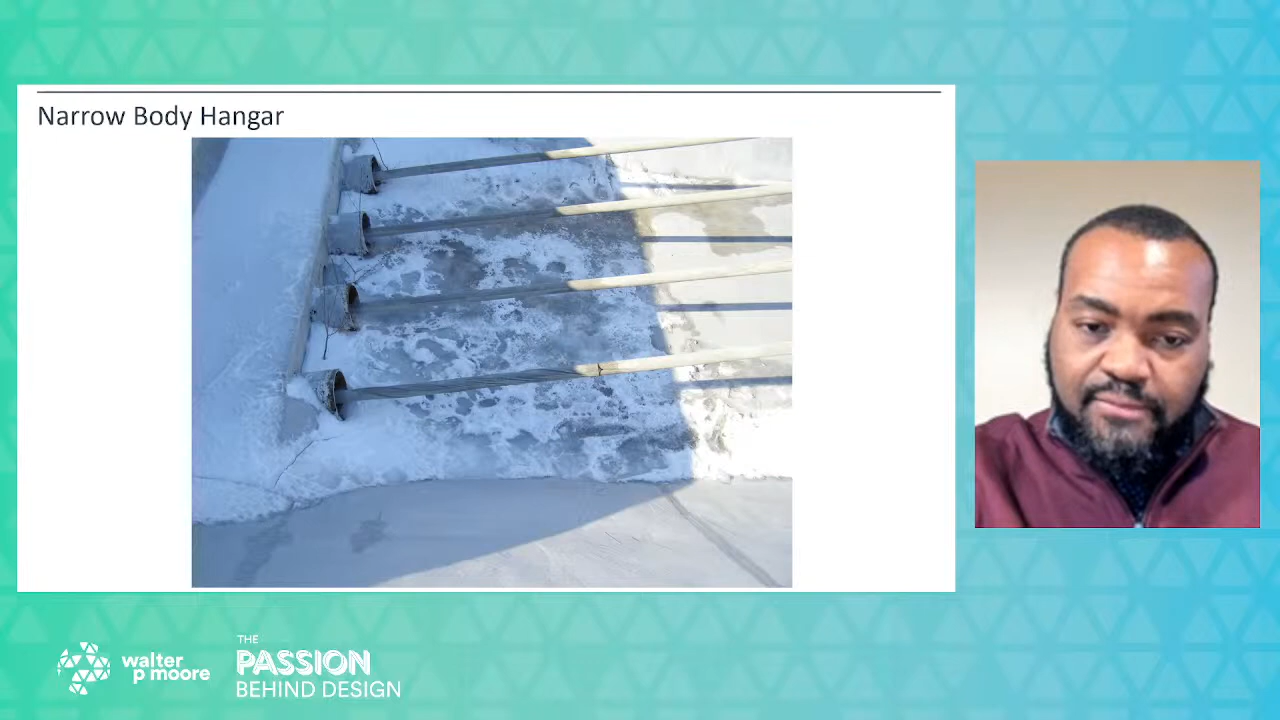 Narrow Body Hangar
walter
p moore
THE
PASSION
BEHIND DESIGN